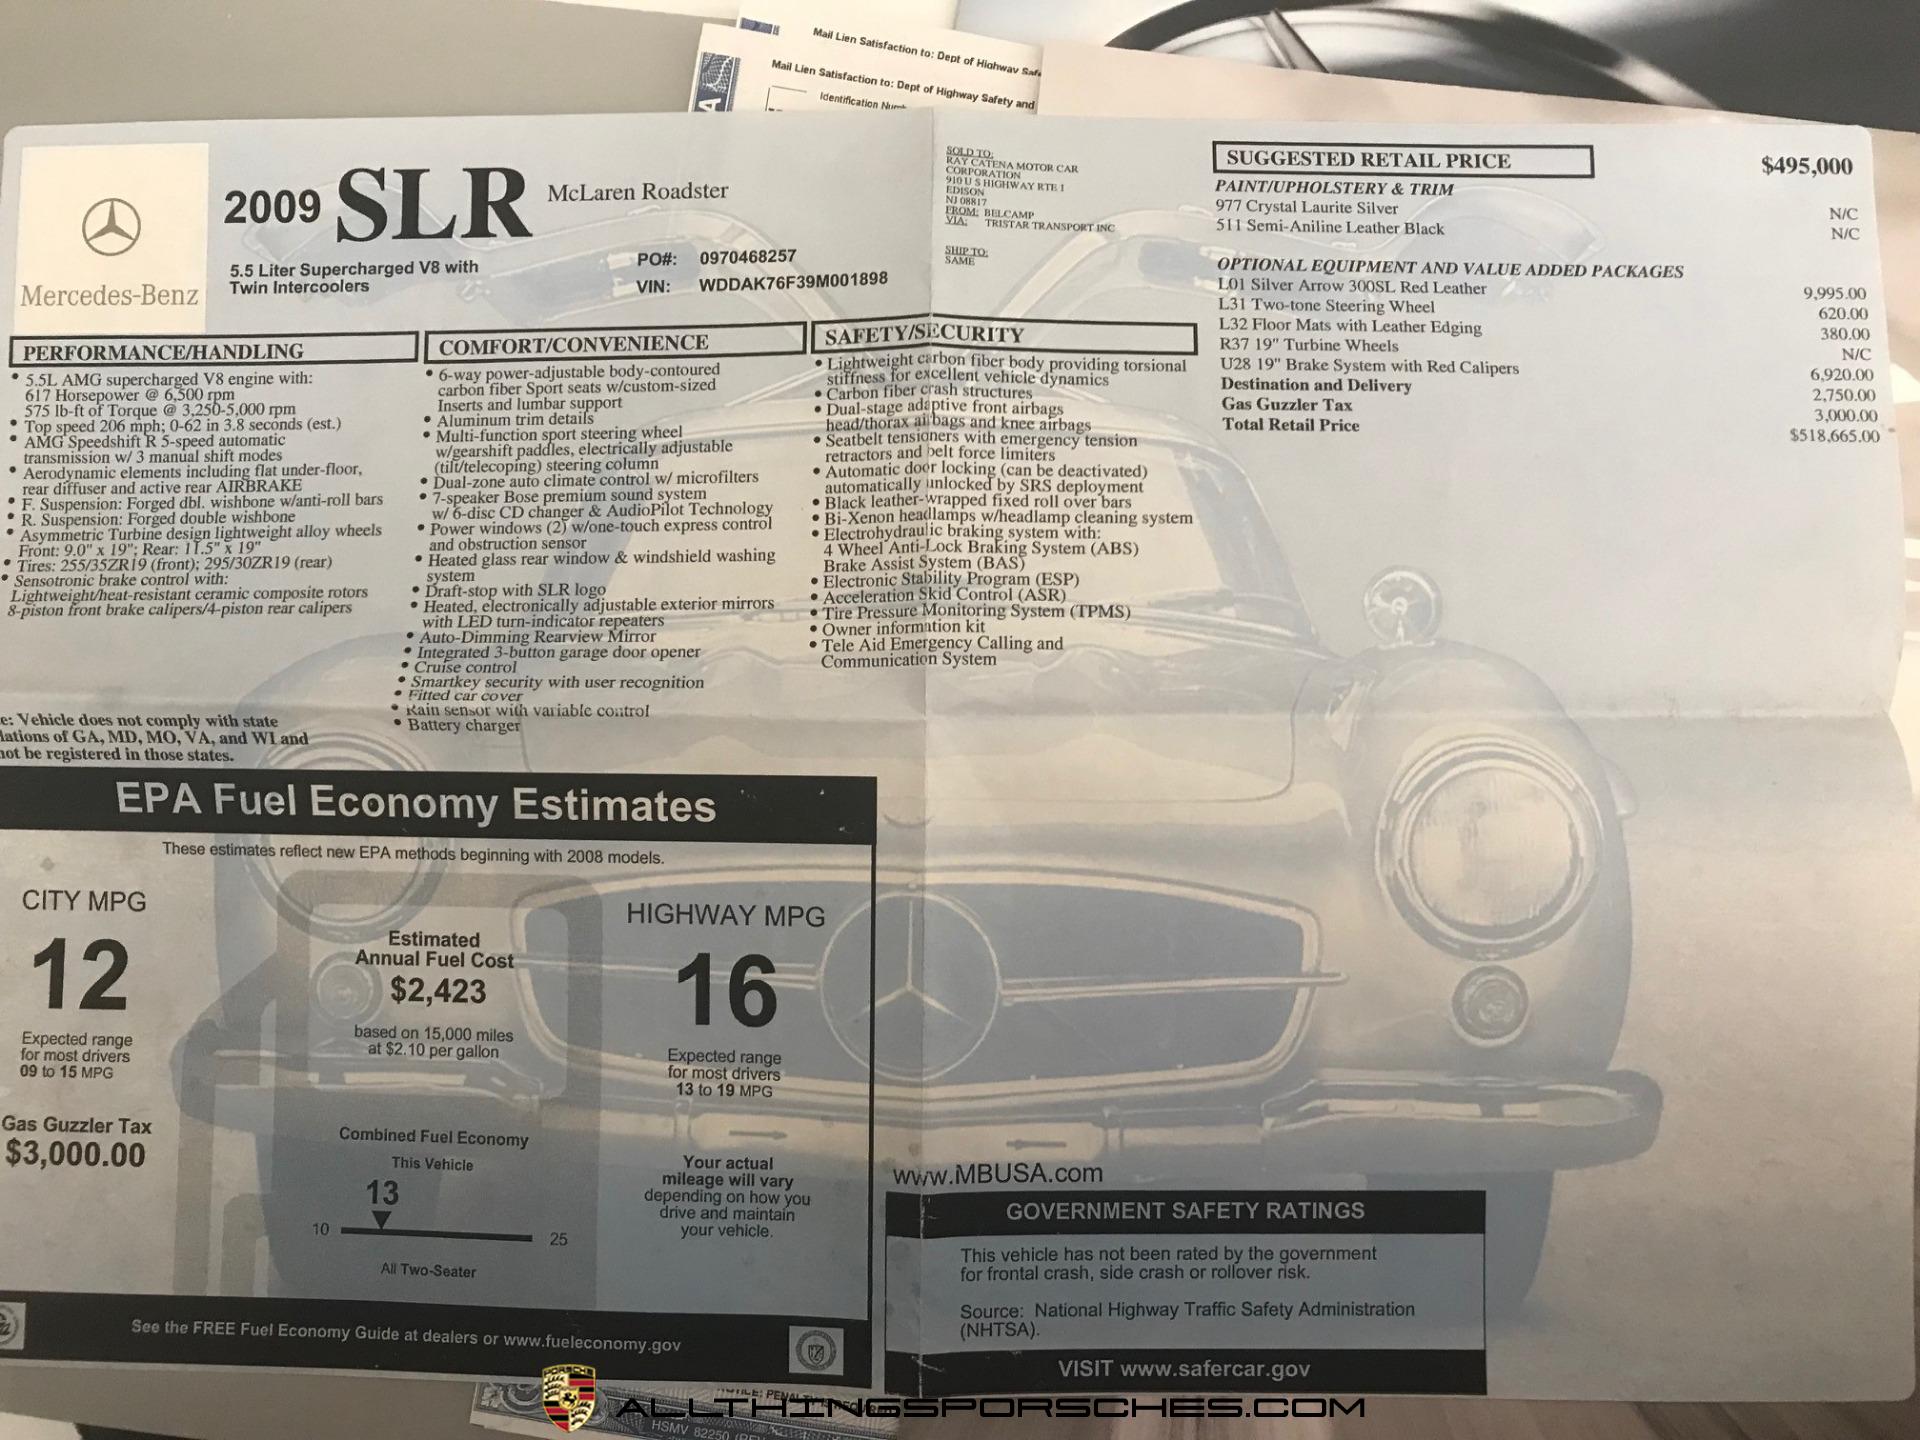 Mail Lien Satisfaction to: Dept of Highway Safe
Mail Lien Satisfaction to: Dept of Highway Safety and
Identification Num
Mercedes-Benz
2009 SLR McLaren Roadster
5.5 Liter Supercharged V8 with
Twin Intercoolers
PO#: 0970468257
VIN: WDDAK76F39M001898
SOLD TO:
RAY CATENA MOTOR CAR
CORPORATION
910 U S HIGHWAY RTE 1
EDISON
NJ 08817
FROM: BELCAMP
VIA: TRISTAR TRANSPORT INC
SHIP TO:
SAME
SUGGESTED RETAIL PRICE $495,000
PAINT/UPHOLSTERY & TRIM
977 Crystal Laurite Silver N/C
511 Semi-Aniline Leather Black N/C
OPTIONAL EQUIPMENT AND VALUE ADDED PACKAGES
L01 Silver Arrow 300SL Red Leather 9,995.00
L31 Two-tone Steering Wheel 620.00
L32 Floor Mats with Leather Edging 380.00
R37 19" Turbine Wheels N/C
U28 19" Brake System with Red Calipers 6,920.00
Destination and Delivery 2,750.00
Gas Guzzler Tax 3,000.00
Total Retail Price $518,665.00
PERFORMANCE/HANDLING
• 5.5L AMG supercharged V8 engine with:
617 Horsepower @ 6,500 rpm
575 lb-ft of Torque @ 3,250-5,000 rpm
• Top speed 206 mph; 0-62 in 3.8 seconds (est.)
• AMG Speedshift R 5-speed automatic
transmission w/ 3 manual shift modes
• Aerodynamic elements including flat under-floor,
rear diffuser and active rear AIRBRAKE
• F. Suspension: Forged dbl. wishbone w/anti-roll bars
• R. Suspension: Forged double wishbone
• Asymmetric Turbine design lightweight alloy wheels
Front: 9.0" x 19"; Rear: 11.5" x 19"
• Tires: 255/35ZR19 (front); 295/30ZR19 (rear)
• Sensotronic brake control with:
Lightweight/heat-resistant ceramic composite rotors
8-piston front brake calipers/4-piston rear calipers
COMFORT/CONVENIENCE
• 6-way power-adjustable body-contoured
carbon fiber Sport seats w/custom-sized
Inserts and lumbar support
• Aluminum trim details
• Multi-function sport steering wheel
w/gearshift paddles, electrically adjustable
(tilt/telecoping) steering column
• Dual-zone auto climate control w/ microfilters
• 7-speaker Bose premium sound system
w/ 6-disc CD changer & AudioPilot Technology
• Power windows (2) w/one-touch express control
and obstruction sensor
• Heated glass rear window & windshield washing
system
• Draft-stop with SLR logo
• Heated, electronically adjustable exterior mirrors
with LED turn-indicator repeaters
• Auto-Dimming Rearview Mirror
• Integrated 3-button garage door opener
• Cruise control
• Smartkey security with user recognition
• Fitted car cover
• Rain sensor with variable control
• Battery charger
SAFETY/SECURITY
• Lightweight carbon fiber body providing torsional
stiffness for excellent vehicle dynamics
• Carbon fiber crash structures
• Dual-stage adaptive front airbags
head/thorax airbags and knee airbags
• Seatbelt tensioners with emergency tension
retractors and belt force limiters
• Automatic door locking (can be deactivated)
automatically unlocked by SRS deployment
• Black leather-wrapped fixed roll over bars
• Bi-Xenon headlamps w/headlamp cleaning system
• Electrohydraulic braking system with:
4 Wheel Anti-Lock Braking System (ABS)
Brake Assist System (BAS)
• Electronic Stability Program (ESP)
• Acceleration Skid Control (ASR)
• Tire Pressure Monitoring System (TPMS)
• Owner information kit
• Tele Aid Emergency Calling and
Communication System
e: Vehicle does not comply with state
lations of GA, MD, MO, VA, and WI and
not be registered in those states.
EPA Fuel Economy Estimates
These estimates reflect new EPA methods beginning with 2008 models.
CITY MPG
12
Expected range
for most drivers
09 to 15 MPG
Gas Guzzler Tax
$3,000.00
Estimated
Annual Fuel Cost
$2,423
based on 15,000 miles
at $2.10 per gallon
Combined Fuel Economy
This Vehicle
13
10 25
All Two-Seater
HIGHWAY MPG
16
Expected range
for most drivers
13 to 19 MPG
Your actual
mileage will vary
depending on how you
drive and maintain
your vehicle.
See the FREE Fuel Economy Guide at dealers or www.fueleconomy.gov
www.MBUSA.com
GOVERNMENT SAFETY RATINGS
This vehicle has not been rated by the government
for frontal crash, side crash or rollover risk.
Source: National Highway Traffic Safety Administration
(NHTSA).
VISIT www.safercar.gov
PORSCHE
ALLTHINGSPORSCHES.COM
HSMV 82250